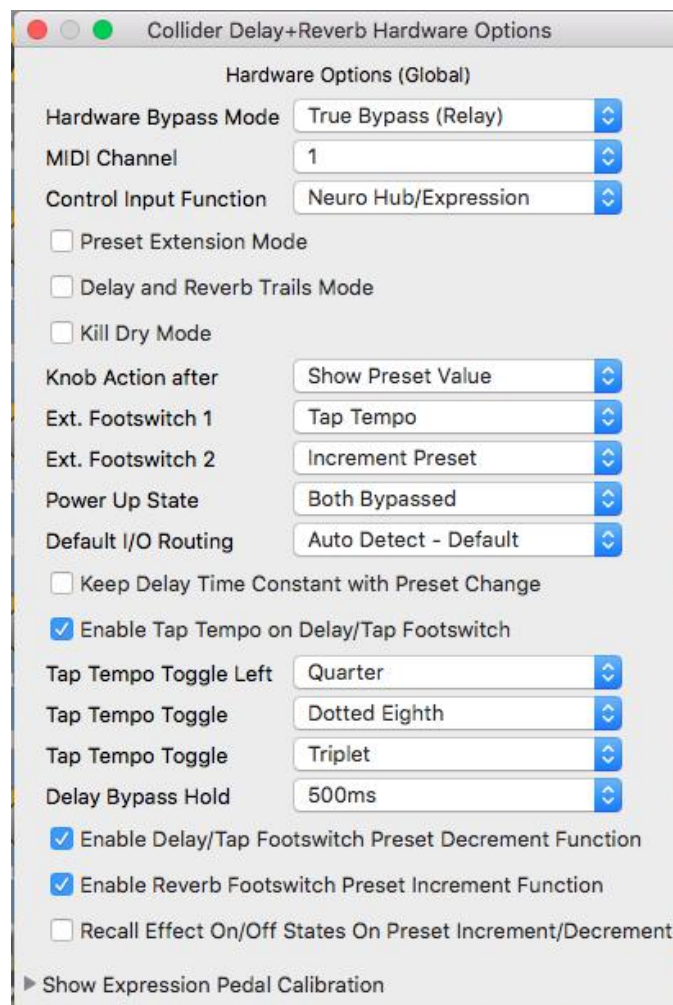 Collider Delay+Reverb Hardware Options
Hardware Options (Global)
Hardware Bypass Mode True Bypass (Relay)
MIDI Channel 1
Control Input Function Neuro Hub/Expression
Preset Extension Mode
Delay and Reverb Trails Mode
Kill Dry Mode
Knob Action after Show Preset Value
Ext. Footswitch 1 Tap Tempo
Ext. Footswitch 2 Increment Preset
Power Up State Both Bypassed
Default I/O Routing Auto Detect - Default
Keep Delay Time Constant with Preset Change
Enable Tap Tempo on Delay/Tap Footswitch
Tap Tempo Toggle Left Quarter
Tap Tempo Toggle Dotted Eighth
Tap Tempo Toggle Triplet
Delay Bypass Hold 500ms
Enable Delay/Tap Footswitch Preset Decrement Function
Enable Reverb Footswitch Preset Increment Function
Recall Effect On/Off States On Preset Increment/Decrement
Show Expression Pedal Calibration